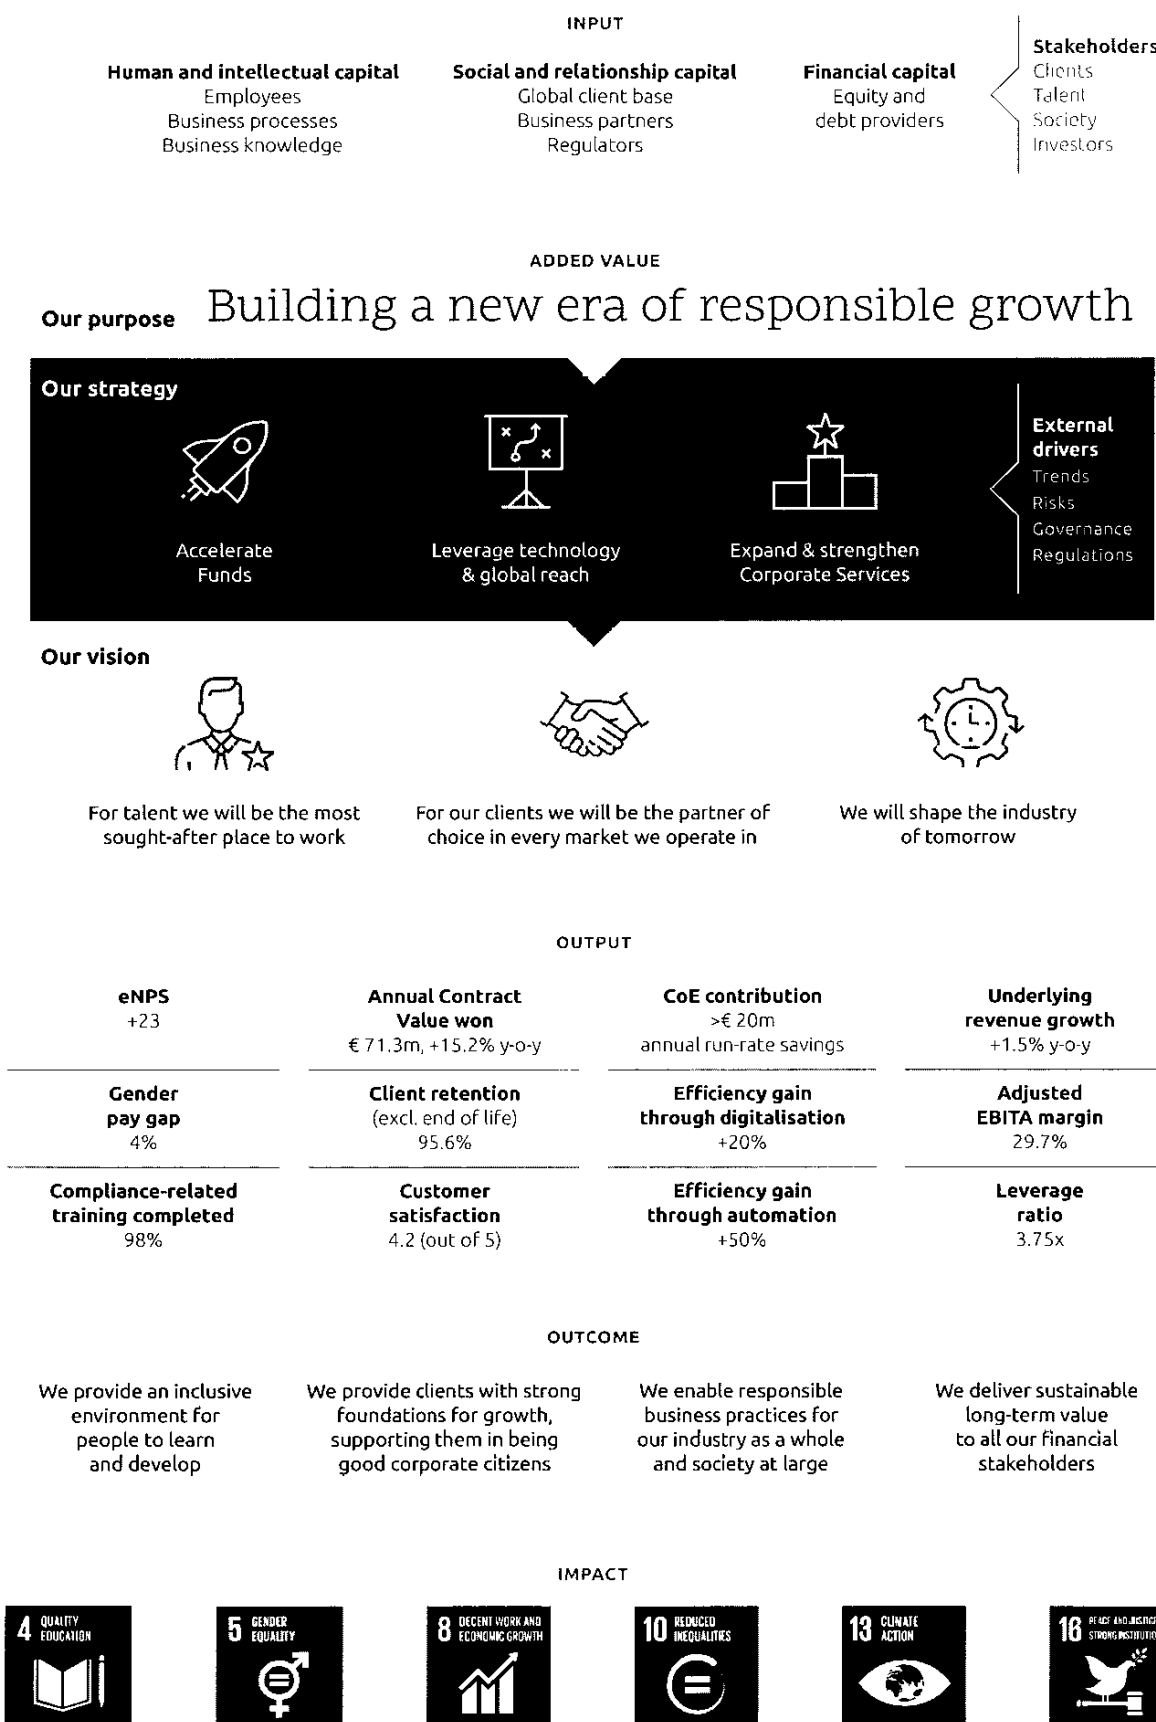 INPUT
Human and intellectual capital
Employees
Business processes
Business knowledge
Social and relationship capital
Global client base
Business partners
Regulators
Financial capital
Equity and
debt providers
Stakeholders
Clients
Talent
Society
Investors
ADDED VALUE
Our purpose Building a new era of responsible growth
Our strategy
Accelerate
Funds
Leverage technology
& global reach
Expand & strengthen
Corporate Services
External
drivers
Trends
Risks
Governance
Regulations
Our vision
For talent we will be the most
sought-after place to work
For our clients we will be the partner of
choice in every market we operate in
We will shape the industry
of tomorrow
OUTPUT
eNPS
+23
Annual Contract
Value won
€ 71.3m, +15.2% y-o-y
CoE contribution
>€ 20m
annual run-rate savings
Underlying
revenue growth
+1.5% y-o-y
Gender
pay gap
4%
Client retention
(excl. end of life)
95.6%
Efficiency gain
through digitalisation
+20%
Adjusted
EBITA margin
29.7%
Compliance-related
training completed
98%
Customer
satisfaction
4.2 (out of 5)
Efficiency gain
through automation
+50%
Leverage
ratio
3.75x
OUTCOME
We provide an inclusive
environment for
people to learn
and develop
We provide clients with strong
foundations for growth,
supporting them in being
good corporate citizens
We enable responsible
business practices for
our industry as a whole
and society at large
We deliver sustainable
long-term value
to all our financial
stakeholders
IMPACT
4 QUALITY
EDUCATION
5 GENDER
EQUALITY
8 DECENT WORK AND
ECONOMIC GROWTH
10 REDUCED
INEQUALITIES
13 CLIMATE
ACTION
16 PEACE AND JUSTICE
STRONG INSTITUTIO